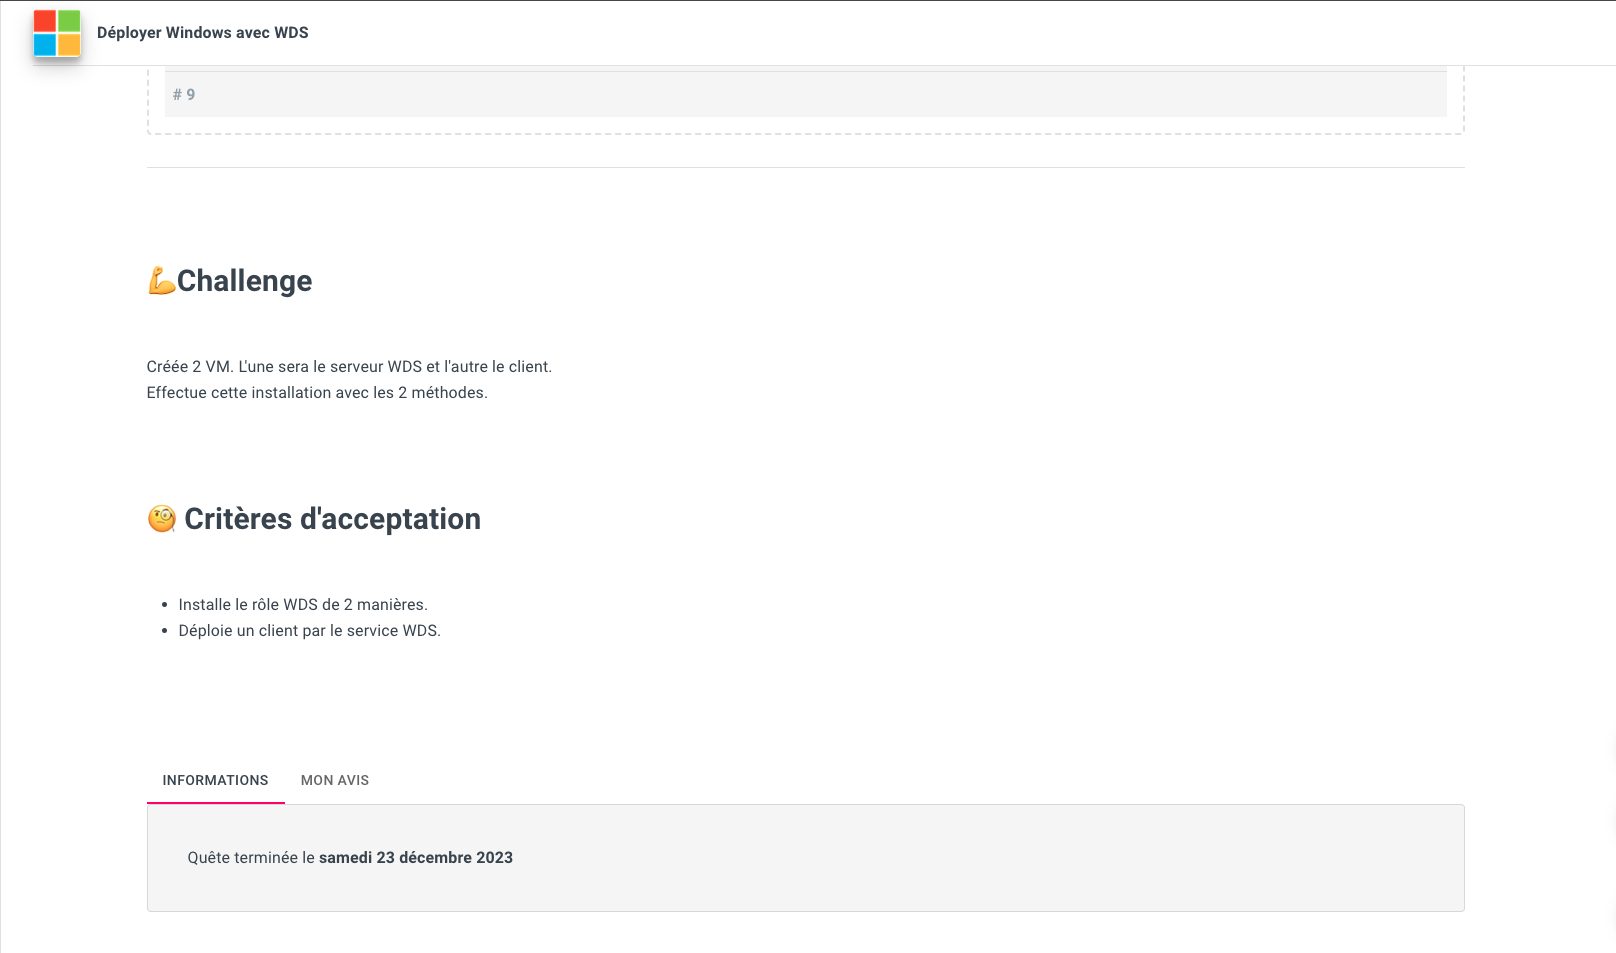 Déployer Windows avec WDS
# 9
💪Challenge
Créée 2 VM. L'une sera le serveur WDS et l'autre le client.
Effectue cette installation avec les 2 méthodes.
🧐 Critères d'acceptation
• Installe le rôle WDS de 2 manières.
• Déploie un client par le service WDS.
INFORMATIONS
MON AVIS
Quête terminée le samedi 23 décembre 2023